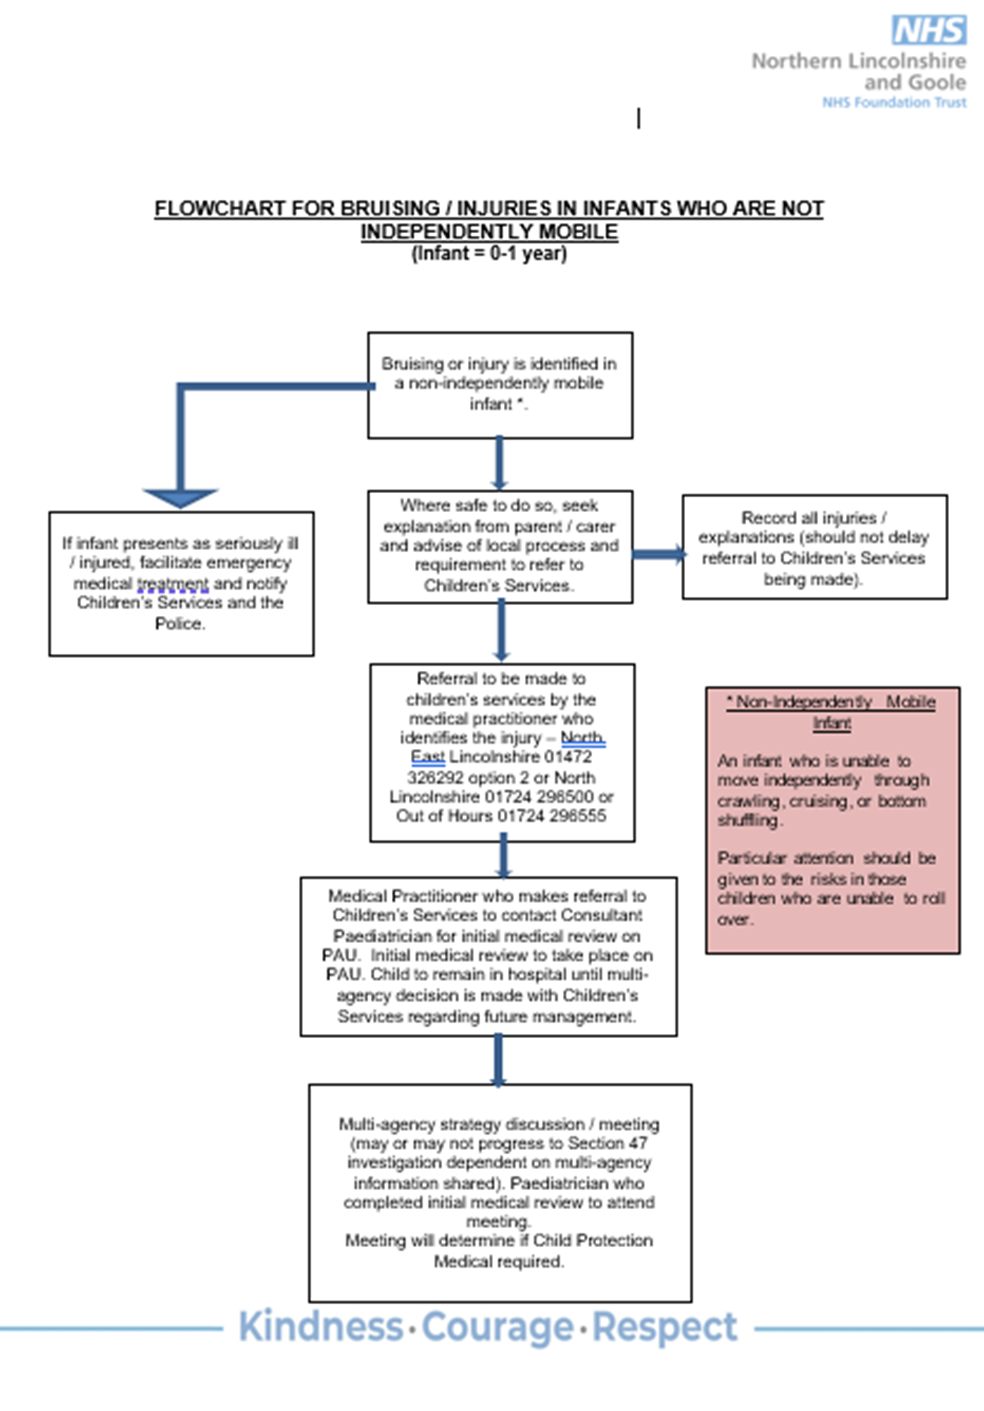 NHS
Northern Lincolnshire
and Goole
NHS Foundation Trust
FLOWCHART FOR BRUISING / INJURIES IN INFANTS WHO ARE NOT
INDEPENDENTLY MOBILE
(Infant = 0-1 year)
Bruising or injury is identified in
a non-independently mobile
infant *.
If infant presents as seriously ill
/ injured, facilitate emergency
medical treatment and notify
Children's Services and the
Police.
Where safe to do so, seek
explanation from parent / carer
and advise of local process and
requirement to refer to
Children's Services.
Record all injuries /
explanations (should not delay
referral to Children's Services
being made).
Referral to be made to
children's services by the
medical practitioner who
identifies the injury – North
East Lincolnshire 01472
326292 option 2 or North
Lincolnshire 01724 296500 or
Out of Hours 01724 296555
* Non-Independently Mobile
Infant
An infant who is unable to
move independently through
crawling, cruising, or bottom
shuffling.
Particular attention should be
given to the risks in those
children who are unable to roll
over.
Medical Practitioner who makes referral to
Children's Services to contact Consultant
Paediatrician for initial medical review on
PAU. Initial medical review to take place on
PAU. Child to remain in hospital until multi-
agency decision is made with Children's
Services regarding future management.
Multi-agency strategy discussion / meeting
(may or may not progress to Section 47
investigation dependent on multi-agency
information shared). Paediatrician who
completed initial medical review to attend
meeting.
Meeting will determine if Child Protection
Medical required.
Kindness·Courage·Respect